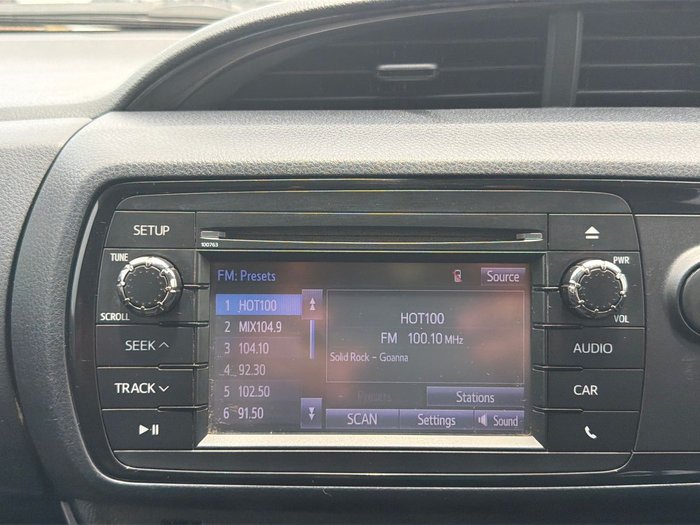 SETUP
100763
TUNE
SCROLL
SEEK
TRACK
FM: Presets
Source
1 HOT100
2 MIX104.9
3 104.10
4 92.30
5 102.50
6 91.50
HOT100
FM 100.10 MHz
Solid Rock - Goanna
Presets
Stations
SCAN
Settings
Sound
PWR
VOL
AUDIO
CAR